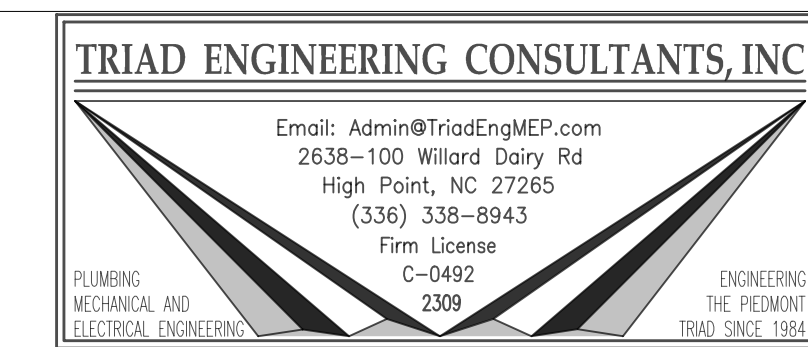 TRIAD ENGINEERING CONSULTANTS, INC
Email: Admin@TriadEngMEP.com
2638-100 Willard Dairy Rd
High Point, NC 27265
(336) 338-8943
Firm License
C-0492
2309
PLUMBING
MECHANICAL AND
ELECTRICAL ENGINEERING
ENGINEERING
THE PIEDMONT
TRIAD SINCE 1984